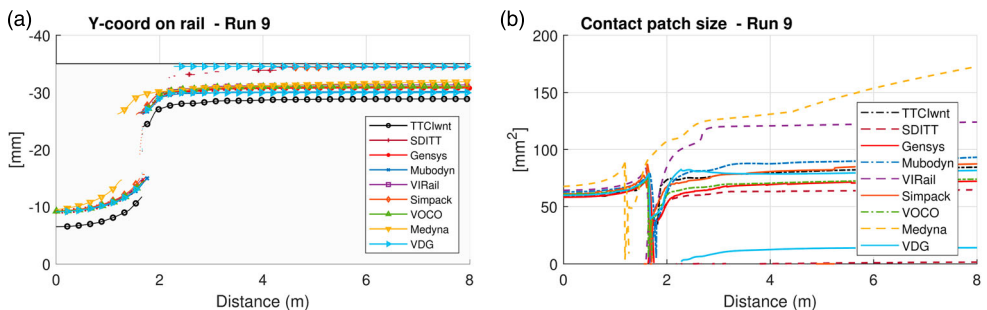 (a)
Y-coord on rail - Run 9
-40
-30
-20
-10
0
[mm]
0
2
4
6
8
Distance (m)
TTCIwnt
SDITT
Gensys
Mubodyn
VIRail
Simpack
VOCO
Medyna
VDG
(b)
Contact patch size - Run 9
200
150
100
50
0
[mm2]
0
2
4
6
8
Distance (m)
TTCIwnt
SDITT
Gensys
Mubodyn
VIRail
Simpack
VOCO
Medyna
VDG